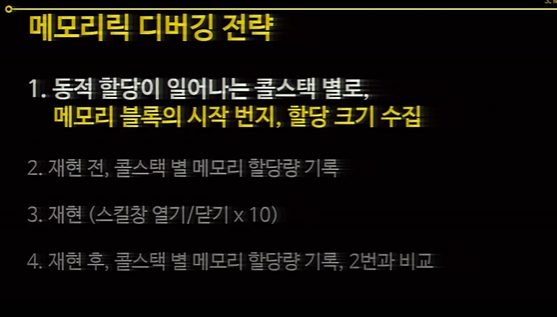 메모리릭 디버깅 전략
1. 동적 할당이 일어나는 콜스택 별로,
메모리 블록의 시작 번지, 할당 크기 수집
2. 재현 전, 콜스택 별 메모리 할당량 기록
3. 재현 (스킬창 열기/닫기 x 10)
4. 재현 후, 콜스택 별 메모리 할당량 기록, 2번과 비교